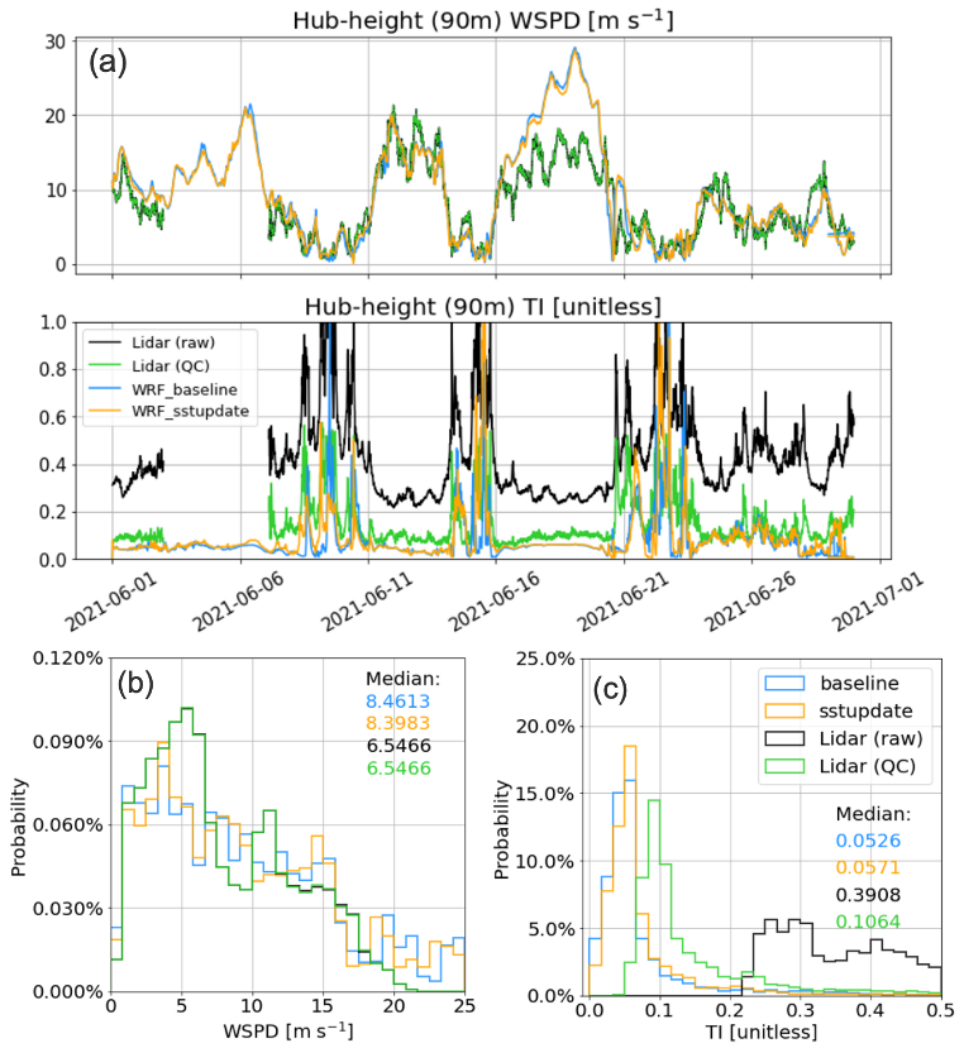 Hub-height (90m) WSPD [m s⁻¹]
(a)
30
20
10
0
Hub-height (90m) TI [unitless]
1.0
0.8
0.6
0.4
0.2
0.0
Lidar (raw)
Lidar (QC)
WRF_baseline
WRF_sstupdate
2021-06-01
2021-06-06
2021-06-11
2021-06-16
2021-06-21
2021-06-26
2021-07-01
(b)
0.120%
0.090%
0.060%
0.030%
0.000%
Probability
Median:
8.4613
8.3983
6.5466
6.5466
0
5
10
15
20
25
WSPD [m s⁻¹]
(c)
25.0%
20.0%
15.0%
10.0%
5.0%
0.0%
Probability
baseline
sstupdate
Lidar (raw)
Lidar (QC)
Median:
0.0526
0.0571
0.3908
0.1064
0.0
0.1
0.2
0.3
0.4
0.5
TI [unitless]